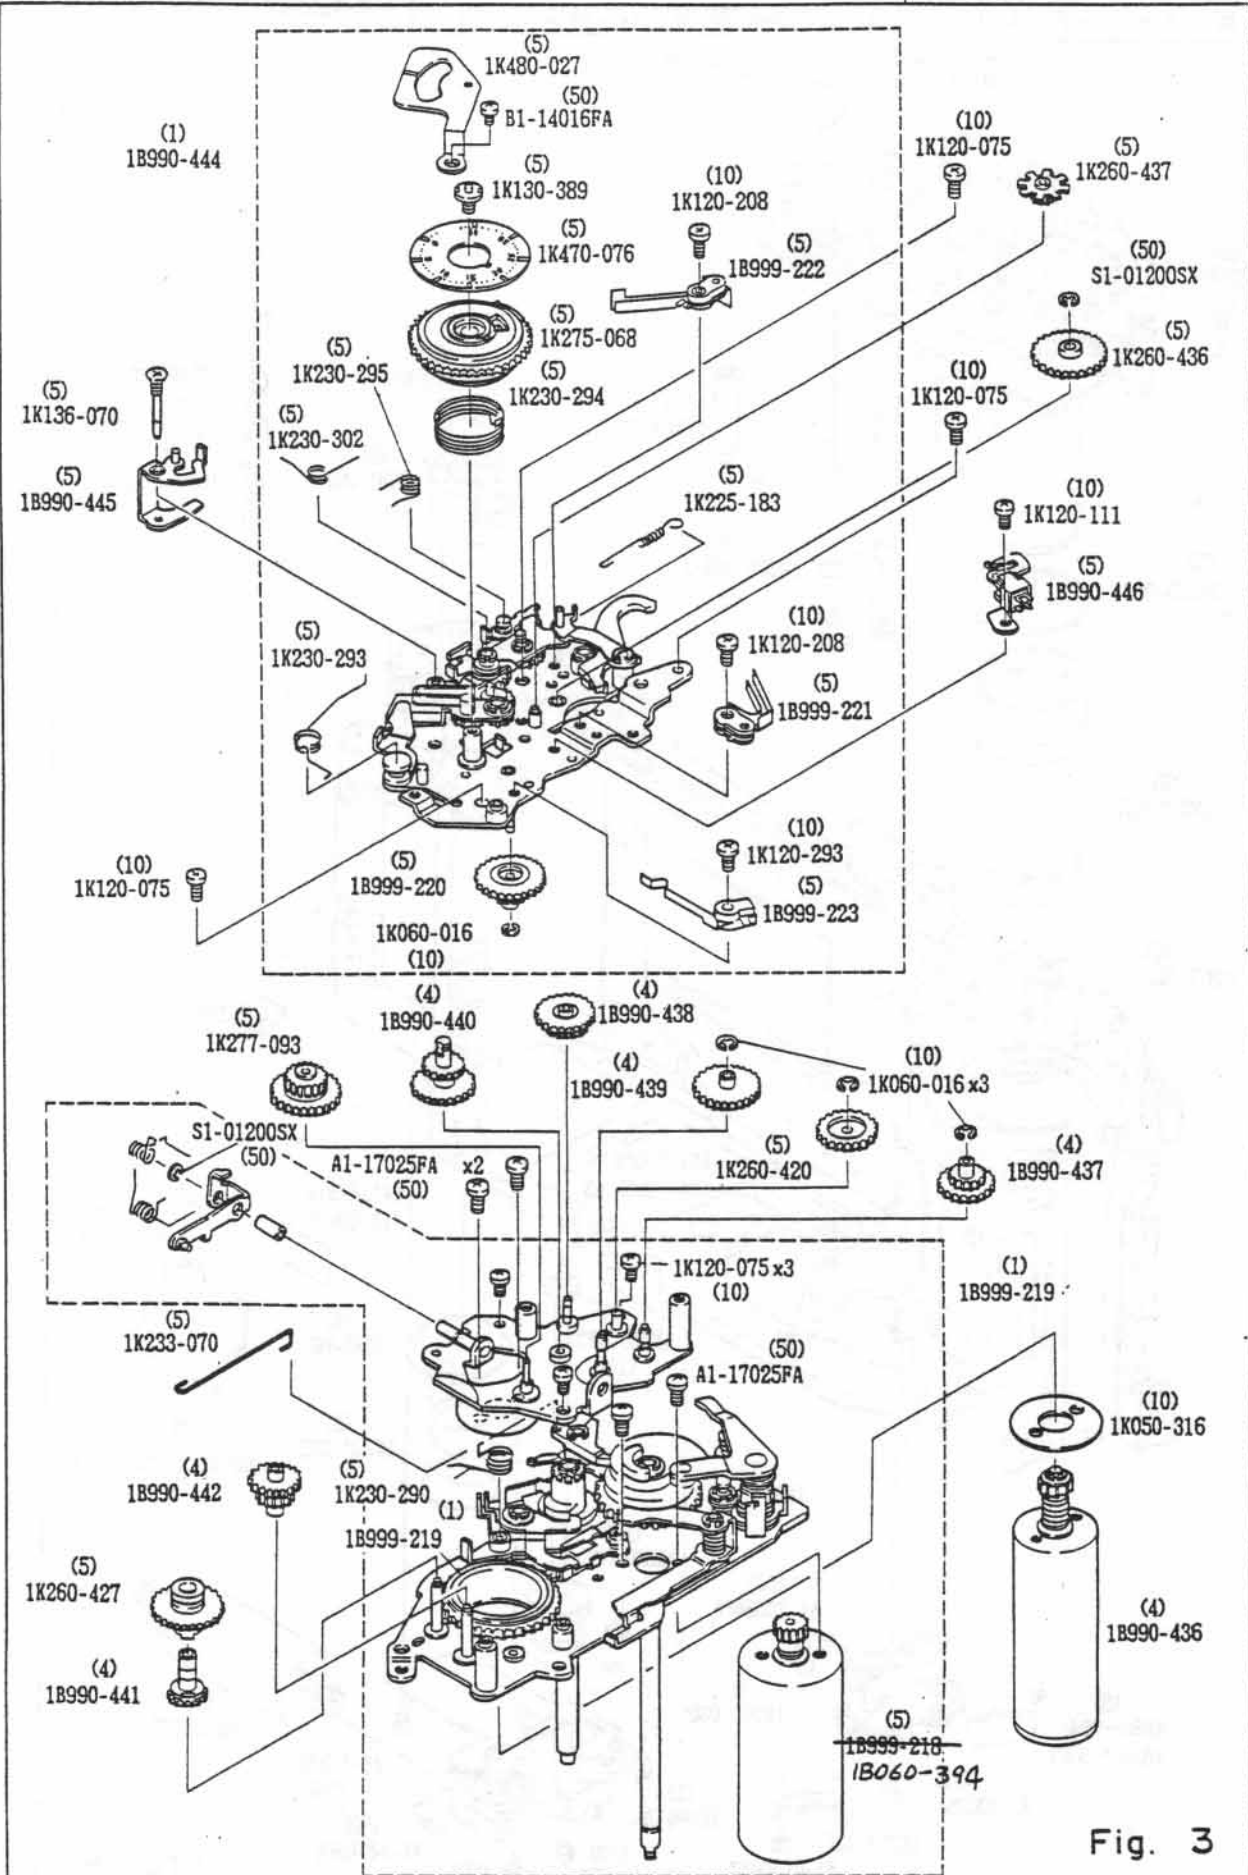 (5)
1K480-027
(50)
B1-14016FA
(1)
1B990-444
(5)
1K130-389
(10)
1K120-208
(10)
1K120-075
(5)
1K260-437
(5)
1K470-076
(5)
1B999-222
(50)
S1-01200SX
(5)
1K275-068
(5)
1K260-436
(5)
1K230-295
(5)
1K230-294
(10)
1K120-075
(5)
1K136-070
(5)
1K230-302
(5)
1B990-445
(5)
1K225-183
(10)
1K120-111
(5)
1B990-446
(5)
1K230-293
(10)
1K120-208
(5)
1B999-221
(10)
1K120-075
(5)
1B999-220
(10)
1K120-293
(5)
1B999-223
1K060-016
(10)
(5)
1K277-093
(4)
1B990-440
(4)
1B990-438
(4)
1B990-439
(10)
1K060-016 x3
S1-01200SX
(50)
A1-17025FA x2
(50)
(5)
1K260-420
(4)
1B990-437
1K120-075 x3
(10)
(1)
1B999-219
(5)
1K233-070
(50)
A1-17025FA
(10)
1K050-316
(4)
1B990-442
(5)
1K230-290
(1)
1B999-219
(5)
1K260-427
(4)
1B990-441
(4)
1B990-436
(5)
1B999-218
1B060-394
Fig. 3